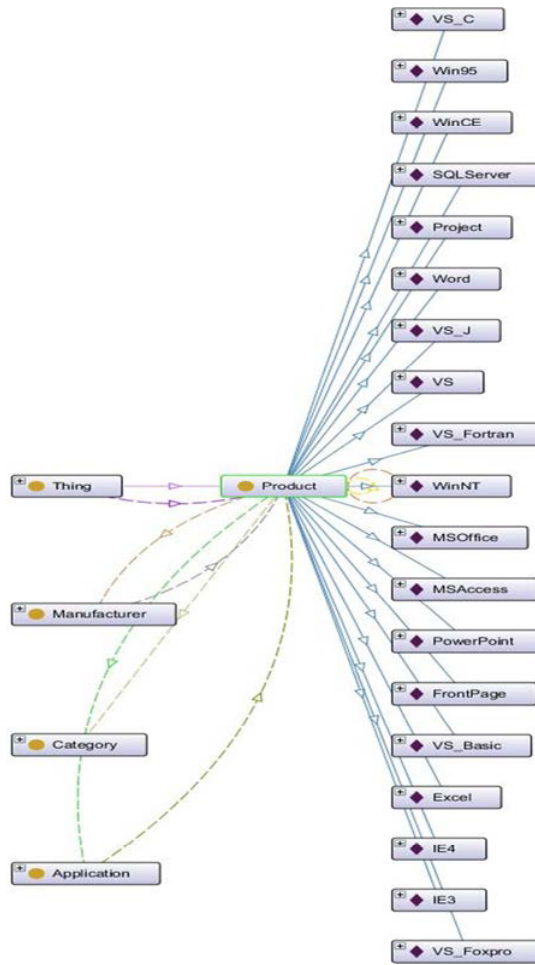 VS_C
Win95
WinCE
SQLServer
Project
Word
VS_J
VS
VS_Fortran
Thing
Product
WinNT
MSOffice
MSAccess
Manufacturer
PowerPoint
FrontPage
Category
VS_Basic
Excel
IE4
Application
IE3
VS_Foxpro